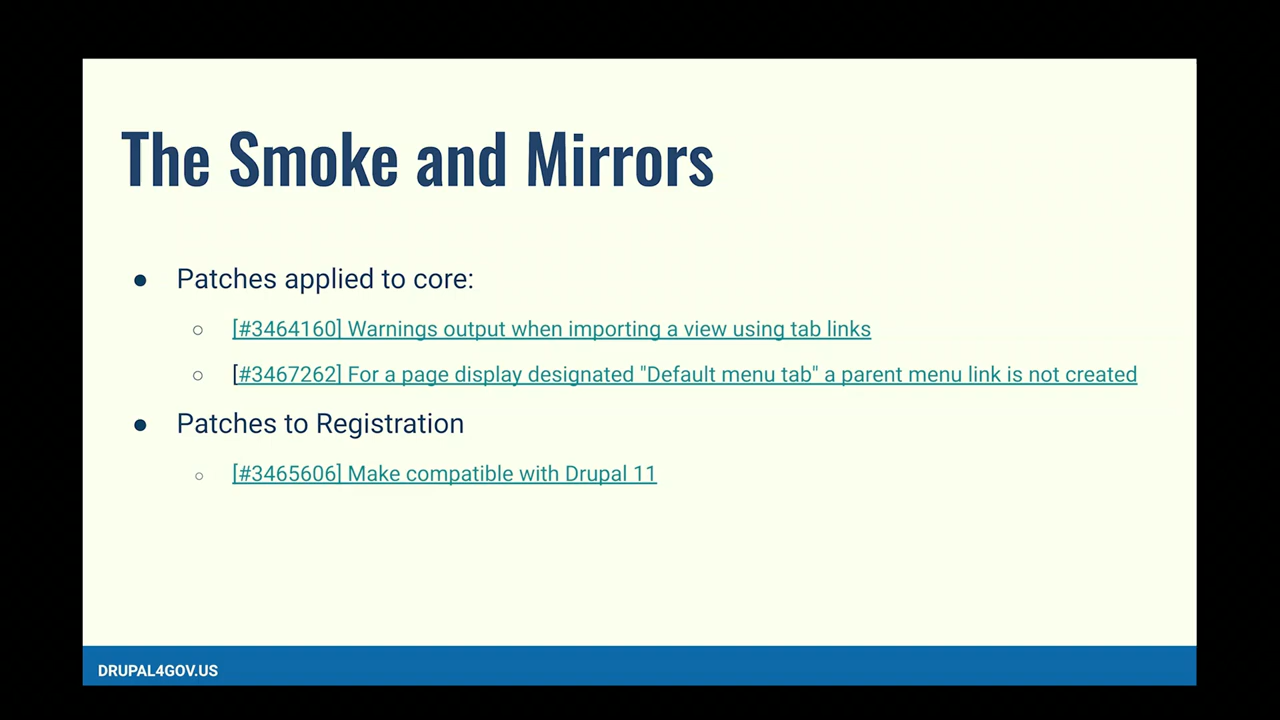 The Smoke and Mirrors
● Patches applied to core:
○ [#3464160] Warnings output when importing a view using tab links
○ [#3467262] For a page display designated "Default menu tab" a parent menu link is not created
● Patches to Registration
○ [#3465606] Make compatible with Drupal 11
DRUPAL4GOV.US